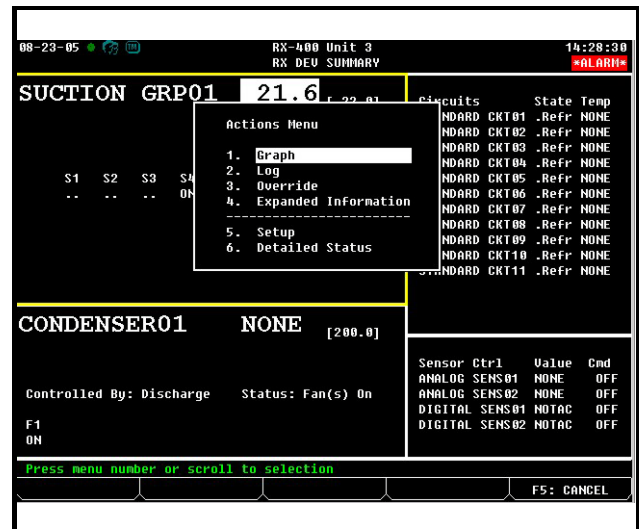 08-23-05 RX-400 Unit 3 14:28:30
RX DEV SUMMARY *ALARM*
SUCTION GRP01 21.6
Circuits State Temp
NDARD CKT01 .Refr NONE
NDARD CKT02 .Refr NONE
NDARD CKT03 .Refr NONE
NDARD CKT04 .Refr NONE
NDARD CKT05 .Refr NONE
NDARD CKT06 .Refr NONE
NDARD CKT07 .Refr NONE
NDARD CKT08 .Refr NONE
NDARD CKT09 .Refr NONE
NDARD CKT10 .Refr NONE
STANDARD CKT11 .Refr NONE
S1 S2 S3 S4
.. .. .. ON
Actions Menu
1. Graph
2. Log
3. Override
4. Expanded Information
5. Setup
6. Detailed Status
CONDENSER01 NONE [200.0]
Controlled By: Discharge Status: Fan(s) On
F1
ON
Sensor Ctrl Value Cmd
ANALOG SENS01 NONE OFF
ANALOG SENS02 NONE OFF
DIGITAL SENS01 NOTAC OFF
DIGITAL SENS02 NOTAC OFF
Press menu number or scroll to selection
F5: CANCEL